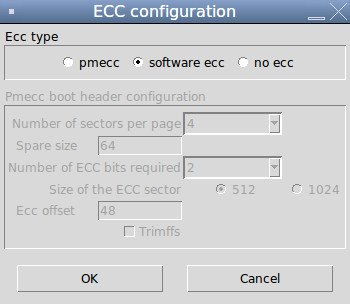 ECC configuration
Ecc type
pmecc software ecc no ecc
Pmecc boot header configuration
Number of sectors per page 4
Spare size 64
Number of ECC bits required 2
Size of the ECC sector 512 1024
Ecc offset 48
Trimffs
OK Cancel